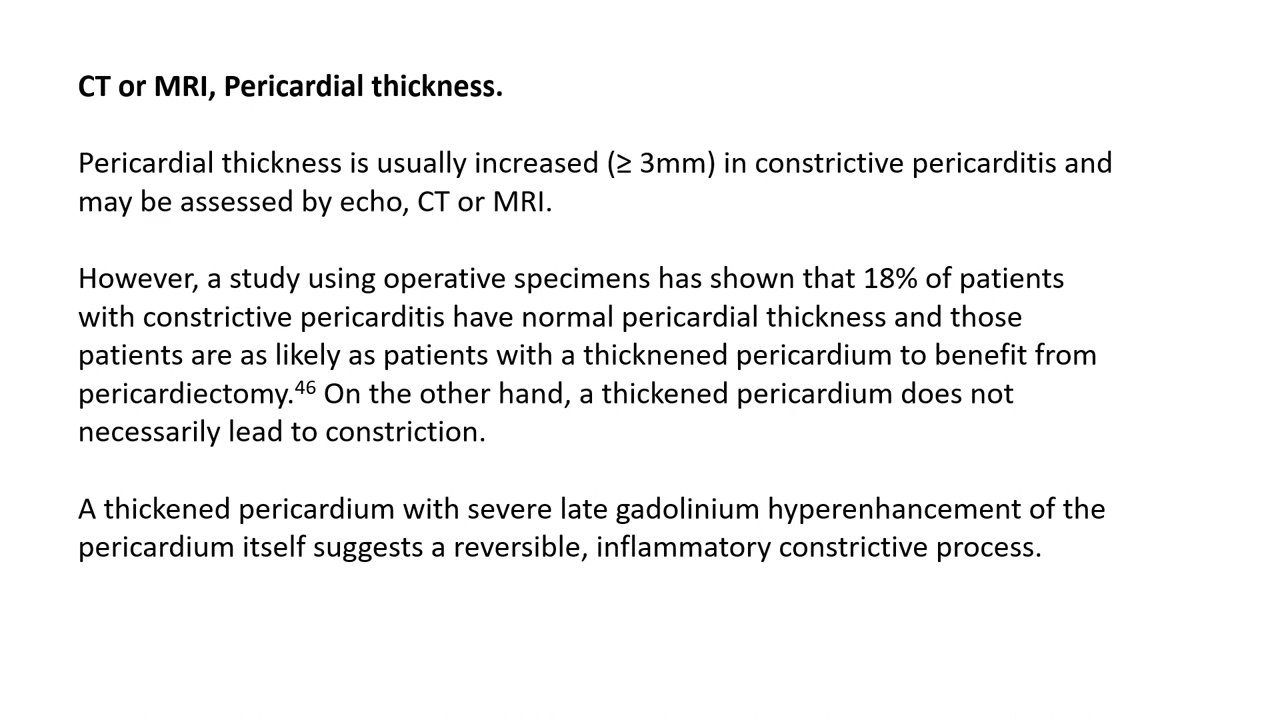 CT or MRI, Pericardial thickness.
Pericardial thickness is usually increased (≥ 3mm) in constrictive pericarditis and
may be assessed by echo, CT or MRI.
However, a study using operative specimens has shown that 18% of patients
with constrictive pericarditis have normal pericardial thickness and those
patients are as likely as patients with a thicknened pericardium to benefit from
pericardiectomy.⁴⁶ On the other hand, a thickened pericardium does not
necessarily lead to constriction.
A thickened pericardium with severe late gadolinium hyperenhancement of the
pericardium itself suggests a reversible, inflammatory constrictive process.